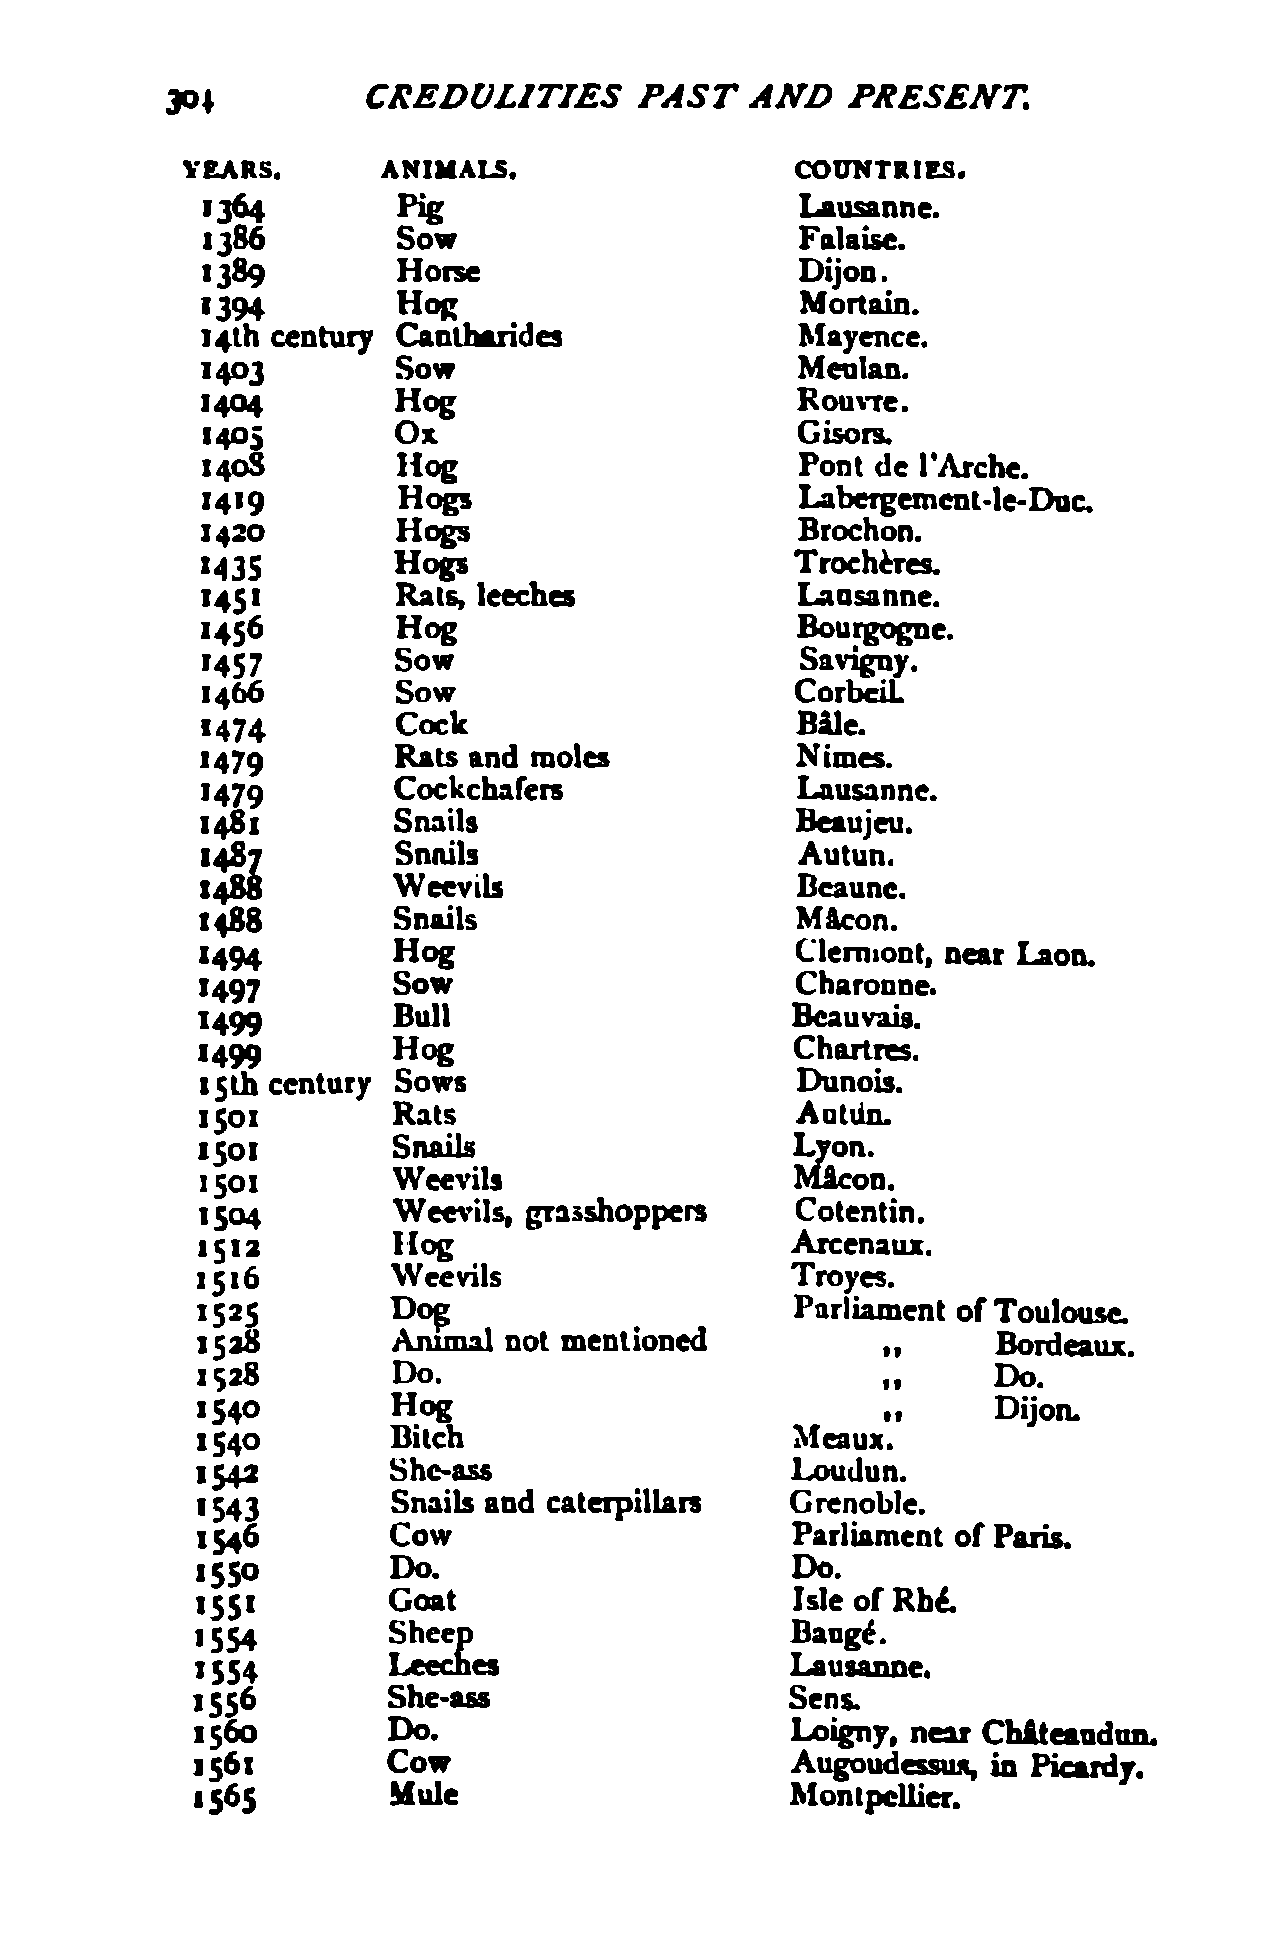 304 CREDULITIES PAST AND PRESENT.
YEARS. ANIMALS. COUNTRIES.
1364 Pig Lausanne.
1386 Sow Falaise.
1389 Horse Dijon.
1394 Hog Mortain.
14th century Cantharides Mayence.
1403 Sow Meulan.
1404 Hog Rouvre.
1405 Ox Gisors.
1408 Hog Pont de l'Arche.
1419 Hogs Labergement-le-Duc.
1420 Hogs Brochon.
1435 Hogs Trochères.
1451 Rats, leeches Lausanne.
1456 Hog Bourgogne.
1457 Sow Savigny.
1466 Sow Corbeil.
1474 Cock Bâle.
1479 Rats and moles Nimes.
1479 Cockchafers Lausanne.
1481 Snails Beaujeu.
1487 Snails Autun.
1488 Weevils Beaune.
1488 Snails Mâcon.
1494 Hog Clermont, near Laon.
1497 Sow Charonne.
1499 Bull Beauvais.
1499 Hog Chartres.
15th century Sows Dunois.
1501 Rats Autun.
1501 Snails Lyon.
1501 Weevils Mâcon.
1504 Weevils, grasshoppers Cotentin.
1512 Hog Arcenaux.
1516 Weevils Troyes.
1525 Dog Parliament of Toulouse.
1528 Animal not mentioned ,, Bordeaux.
1528 Do. ,, Do.
1540 Hog ,, Dijon.
1540 Bitch Meaux.
1542 She-ass Loudun.
1543 Snails and caterpillars Grenoble.
1546 Cow Parliament of Paris.
1550 Do. Do.
1551 Goat Isle of Rhé.
1554 Sheep Baugé.
1554 Leeches Lausanne.
1556 She-ass Sens.
1560 Do. Loigny, near Châteaudun.
1561 Cow Augoudessus, in Picardy.
1565 Mule Montpellier.